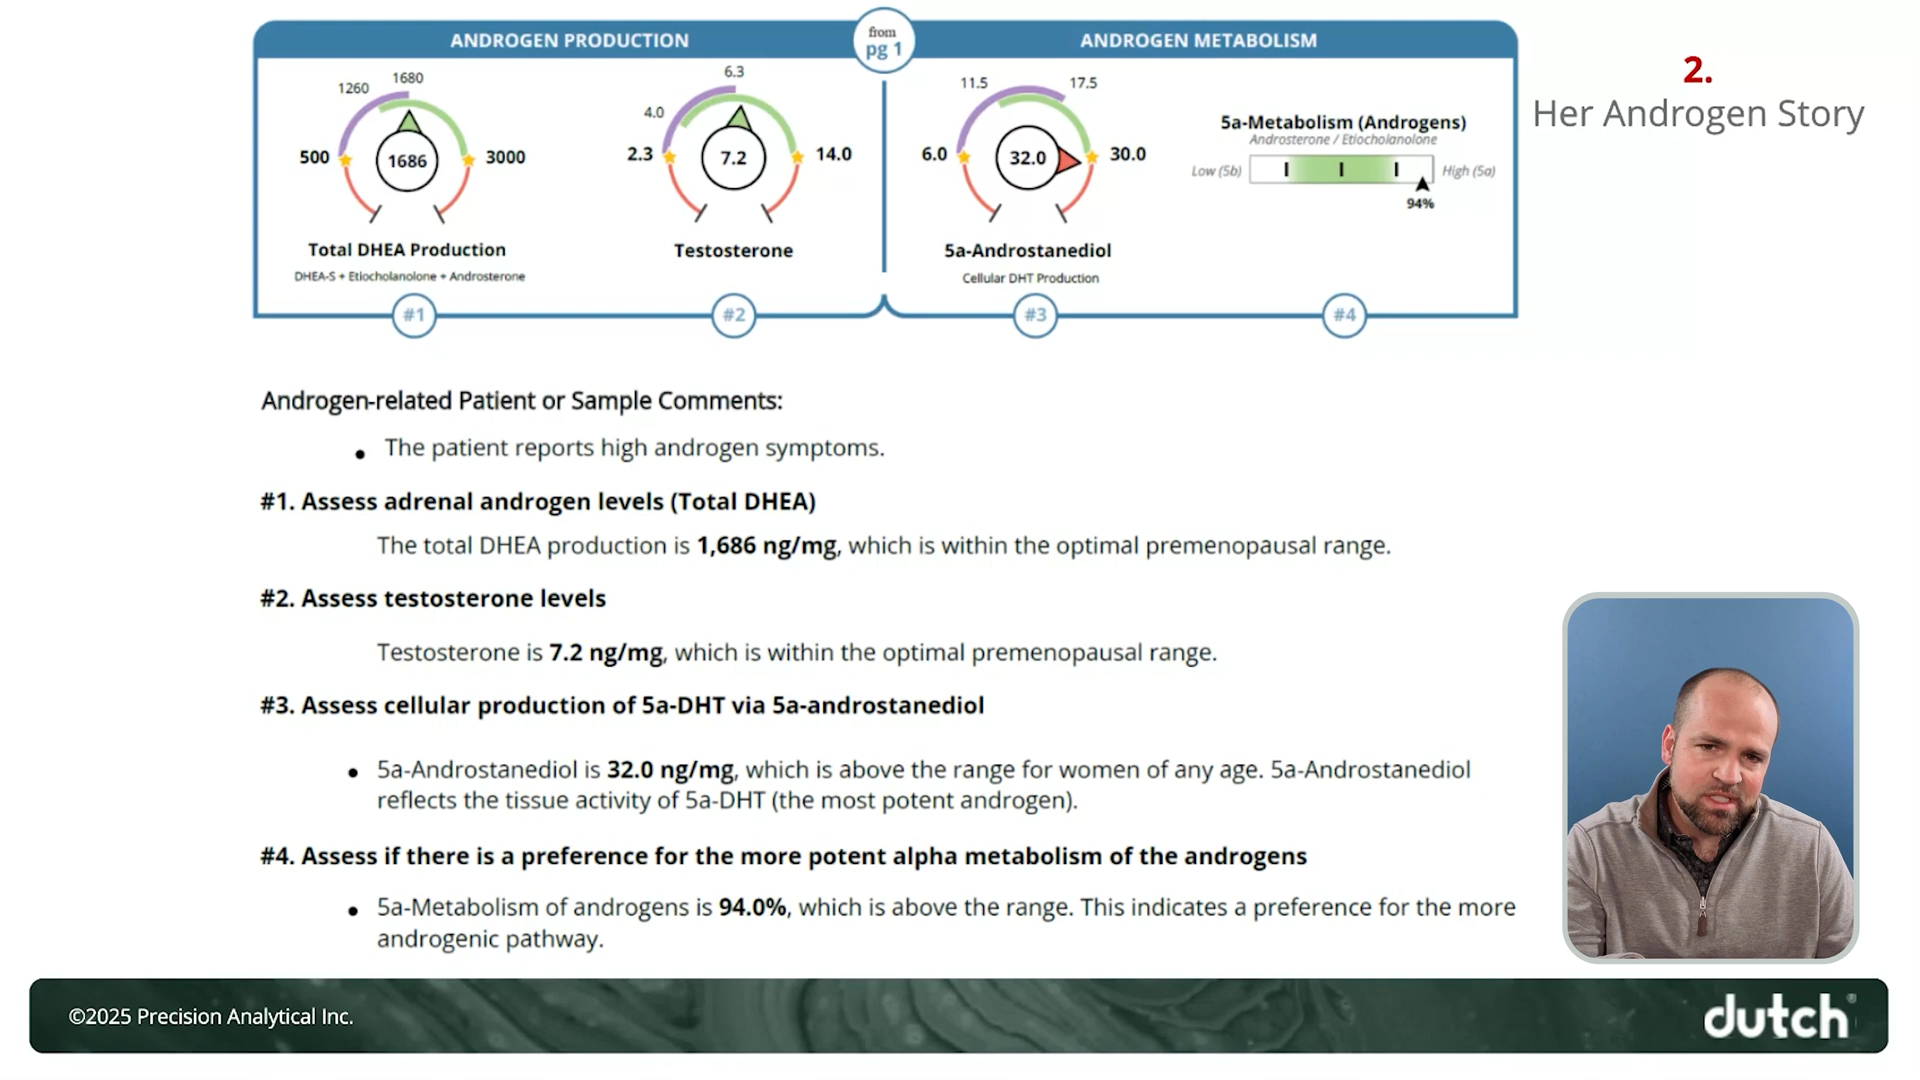 ANDROGEN PRODUCTION
from
pg 1
ANDROGEN METABOLISM
2.
Her Androgen Story
1260
1680
500
1686
3000
Total DHEA Production
DHEA-S + Etiocholanolone + Androsterone
4.0
6.3
2.3
7.2
14.0
Testosterone
11.5
17.5
6.0
32.0
30.0
5a-Androstanediol
Cellular DHT Production
5a-Metabolism (Androgens)
Androsterone / Etiocholanolone
Low (5b)
High (5a)
94%
#1
#2
#3
#4
Androgen-related Patient or Sample Comments:
• The patient reports high androgen symptoms.
#1. Assess adrenal androgen levels (Total DHEA)
The total DHEA production is 1,686 ng/mg, which is within the optimal premenopausal range.
#2. Assess testosterone levels
Testosterone is 7.2 ng/mg, which is within the optimal premenopausal range.
#3. Assess cellular production of 5a-DHT via 5a-androstanediol
• 5a-Androstanediol is 32.0 ng/mg, which is above the range for women of any age. 5a-Androstanediol
reflects the tissue activity of 5a-DHT (the most potent androgen).
#4. Assess if there is a preference for the more potent alpha metabolism of the androgens
• 5a-Metabolism of androgens is 94.0%, which is above the range. This indicates a preference for the more
androgenic pathway.
©2025 Precision Analytical Inc.
dutch®